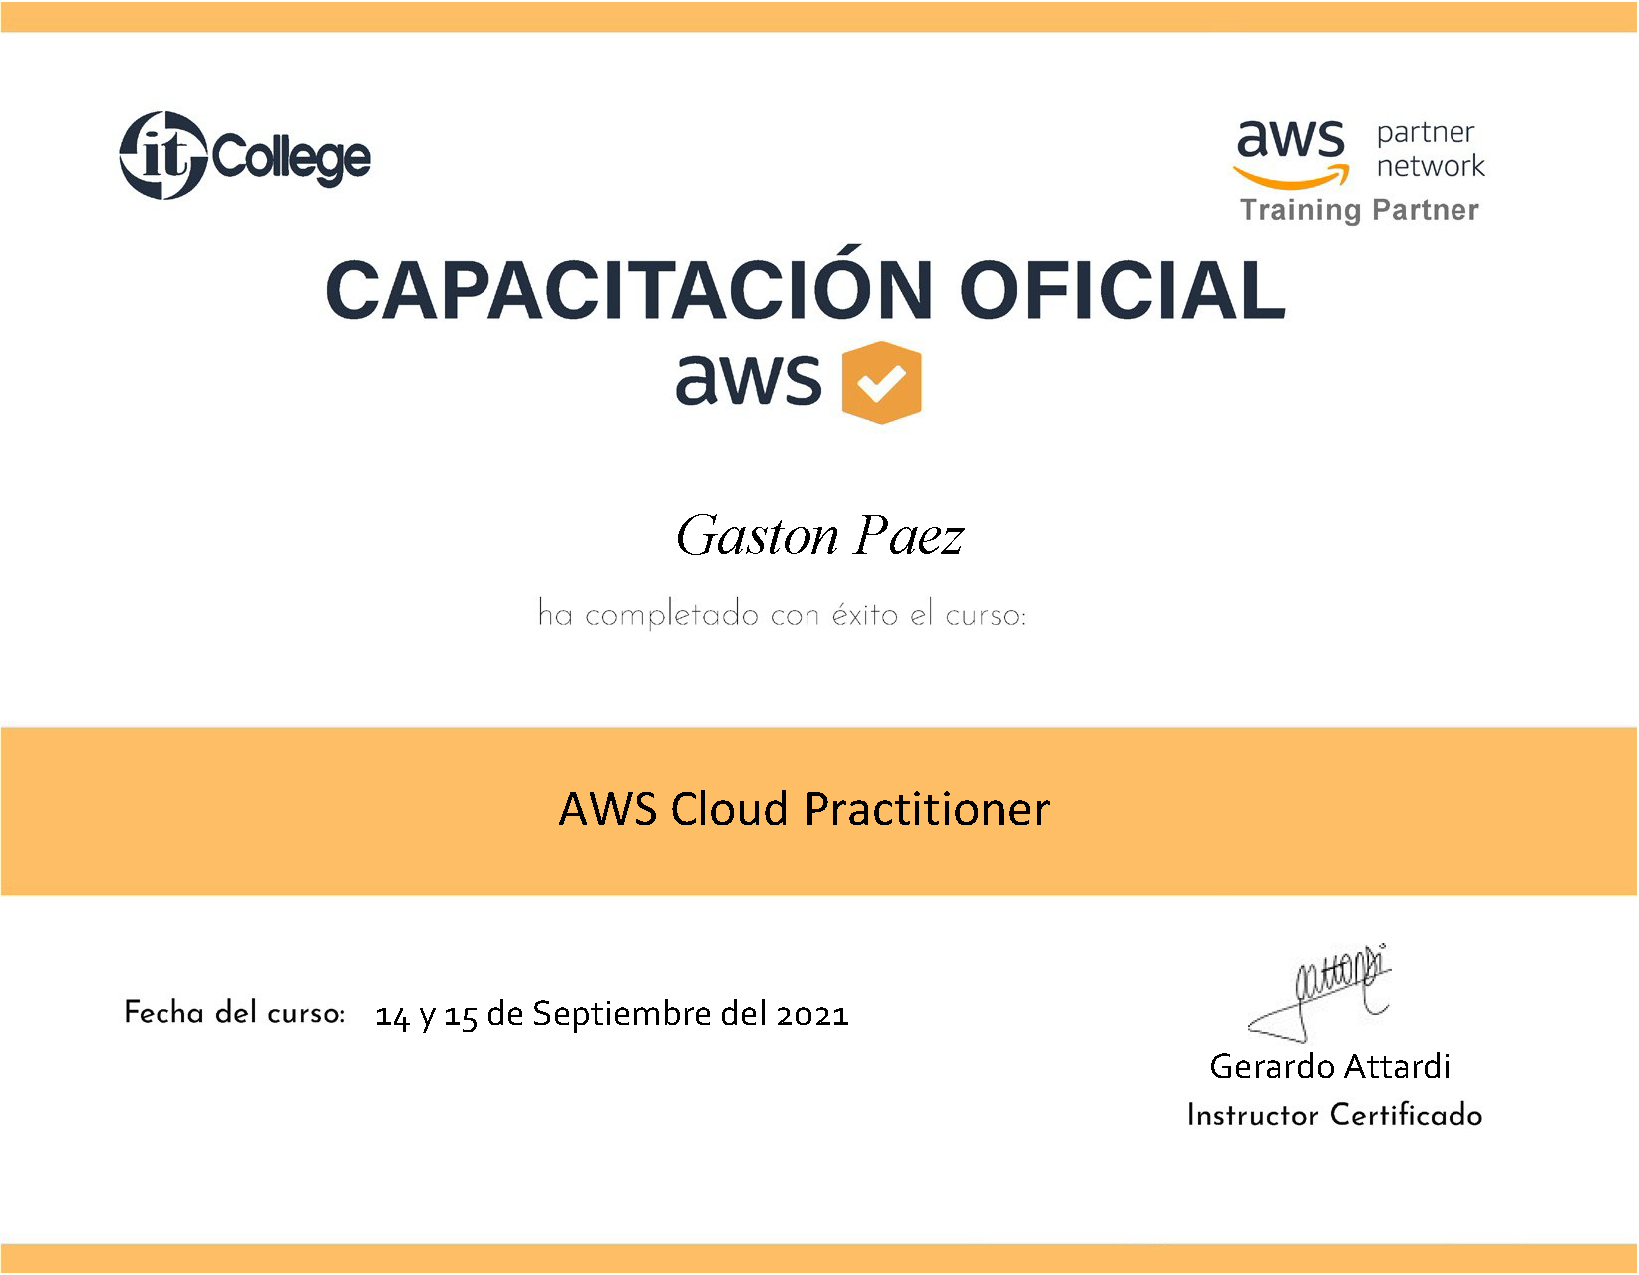 it College
aws partner network
Training Partner
CAPACITACIÓN OFICIAL
aws
Gaston Paez
ha completado con éxito el curso:
AWS Cloud Practitioner
Fecha del curso: 14 y 15 de Septiembre del 2021
Attardi
Gerardo Attardi
Instructor Certificado